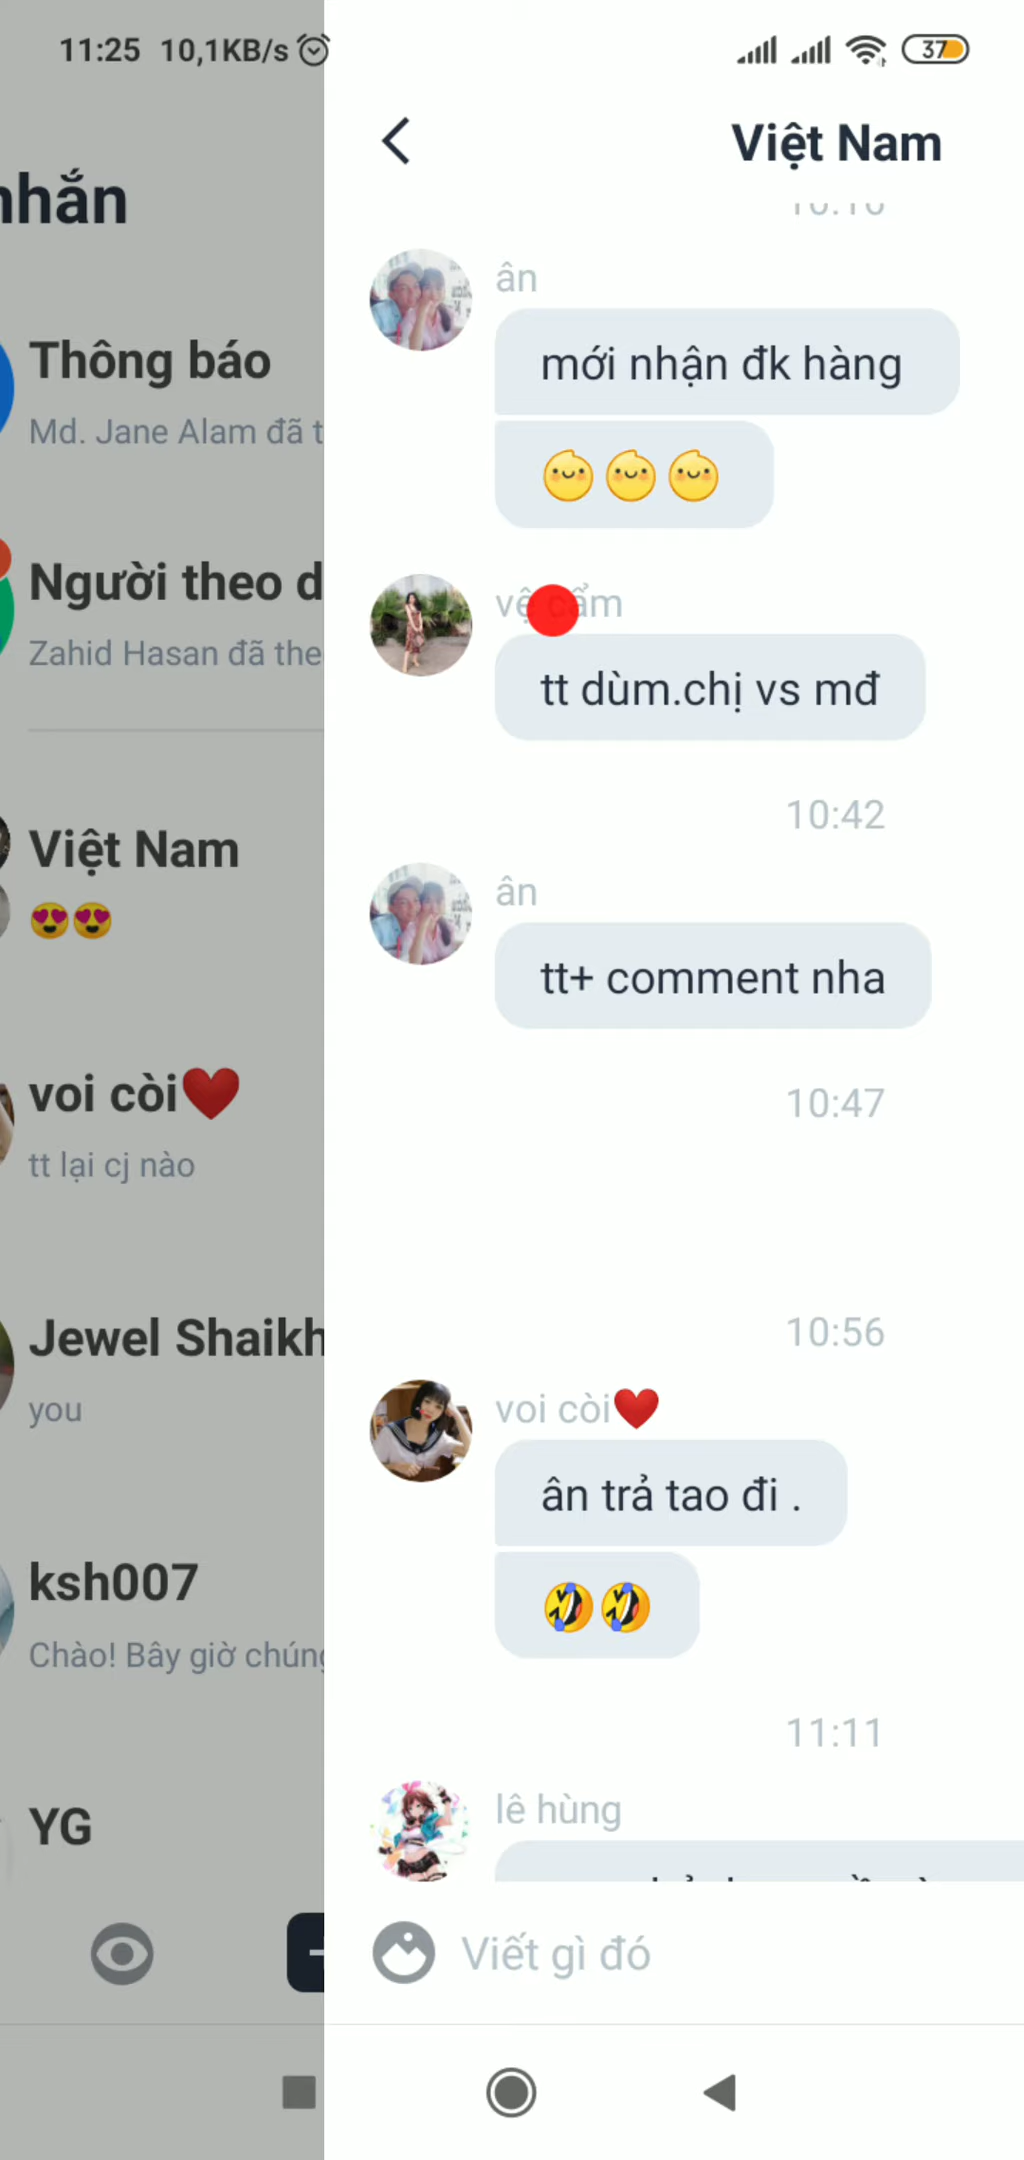 11:25 10,1KB/s
37
nhắn
Thông báo
Md. Jane Alam đã t
Người theo d
Zahid Hasan đã the
Việt Nam
😍😍
voi còi❤️
tt lại cj nào
Jewel Shaikh
you
ksh007
Chào! Bây giờ chúng
YG
Việt Nam
ân
mới nhận đk hàng
vệ cẩm
tt dùm.chị vs mđ
10:42
ân
tt+ comment nha
10:47
10:56
voi còi❤️
ân trả tao đi .
🤣🤣
11:11
lê hùng
Viết gì đó